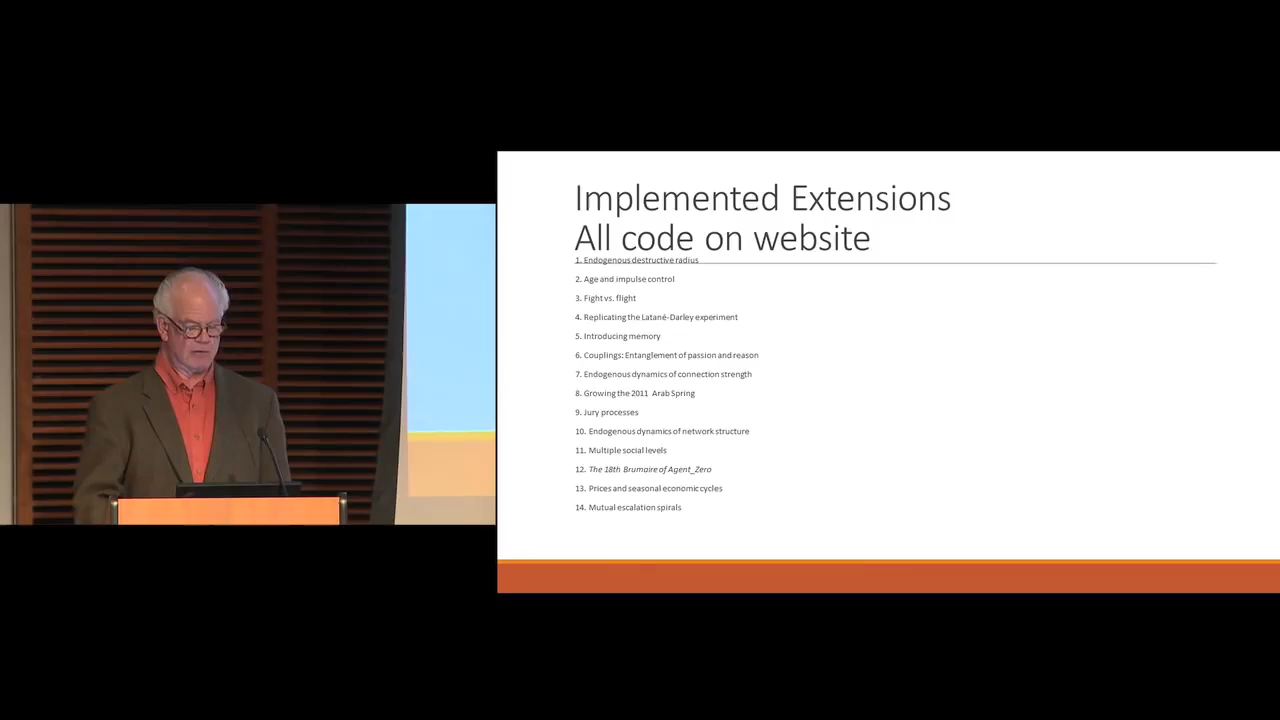 Implemented Extensions
All code on website
1. Endogenous destructive radius
2. Age and impulse control
3. Fight vs. flight
4. Replicating the Latané-Darley experiment
5. Introducing memory
6. Couplings: Entanglement of passion and reason
7. Endogenous dynamics of connection strength
8. Growing the 2011 Arab Spring
9. Jury processes
10. Endogenous dynamics of network structure
11. Multiple social levels
12. The 18th Brumaire of Agent_Zero
13. Prices and seasonal economic cycles
14. Mutual escalation spirals